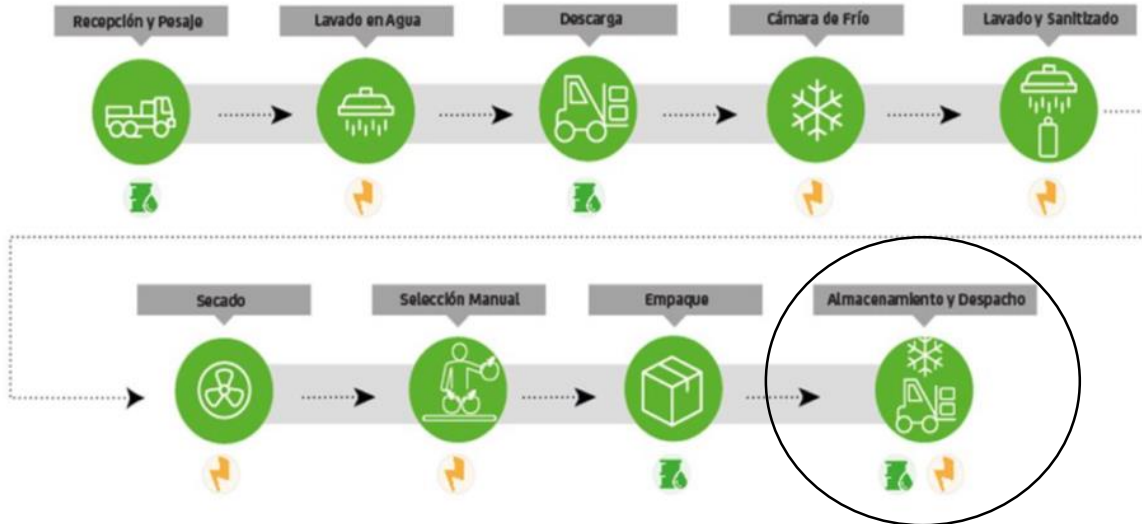 Recepción y Pesaje
Lavado en Agua
Descarga
Cámara de Frío
Lavado y Sanitizado
Secado
Selección Manual
Empaque
Almacenamiento y Despacho